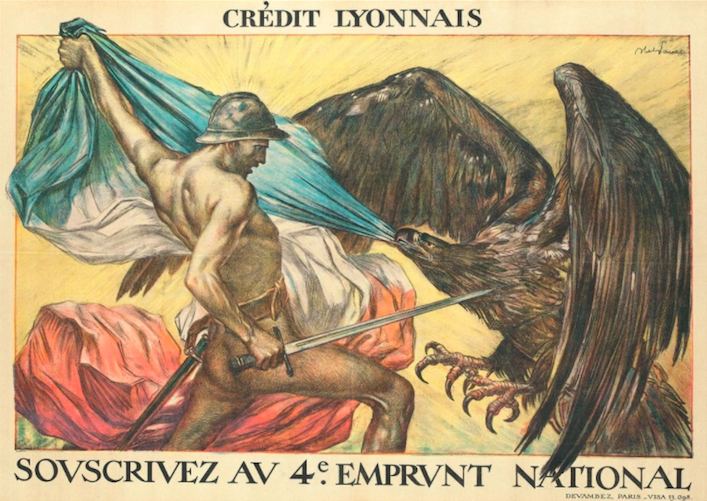 CRÉDIT LYONNAIS
SOVSCRIVEZ AV 4e. EMPRVNT NATIONAL
DEVAMBEZ, PARIS _ VISA 13.098.